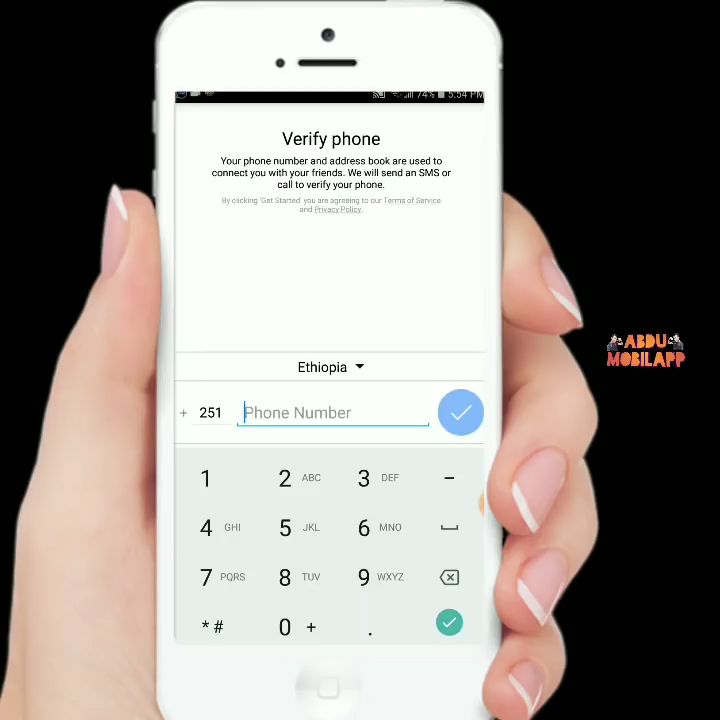 74% 5:54 PM
Verify phone
Your phone number and address book are used to
connect you with your friends. We will send an SMS or
call to verify your phone.
By clicking 'Get Started' you are agreeing to our Terms of Service
and Privacy Policy.
Ethiopia
+ 251 Phone Number
1 2 ABC 3 DEF -
4 GHI 5 JKL 6 MNO
7 PQRS 8 TUV 9 WXYZ
*# 0 + .
ABDU
MOBILAPP